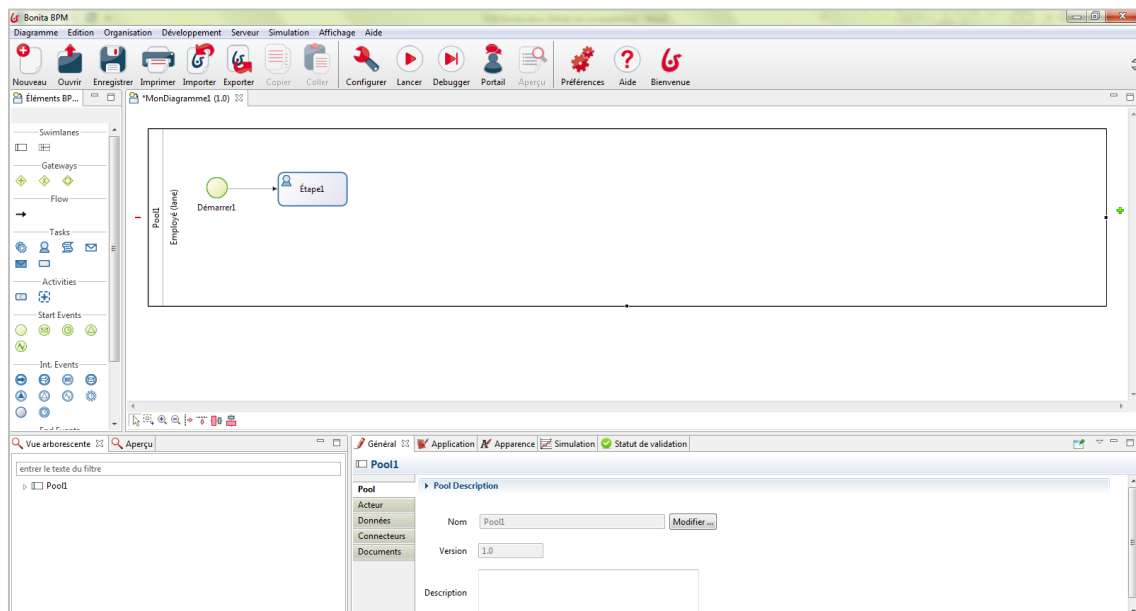 Bonita BPM
Diagramme Edition Organisation Développement Serveur Simulation Affichage Aide
Nouveau Ouvrir Enregistrer Imprimer Importer Exporter Copier Coller Configurer Lancer Debugger Portail Aperçu Préférences Aide Bienvenue
Éléments BP...
*MonDiagramme1 (1.0)
Swimlanes
Gateways
Flow
Tasks
Activities
Start Events
Int. Events
End Events
Pool1
Employé (lane)
Démarrer1
Étape1
Vue arborescente
Aperçu
entrer le texte du filtre
Pool1
Général Application Apparence Simulation Statut de validation
Pool1
Pool
Acteur
Données
Connecteurs
Documents
Pool Description
Nom Pool1 Modifier ...
Version 1.0
Description